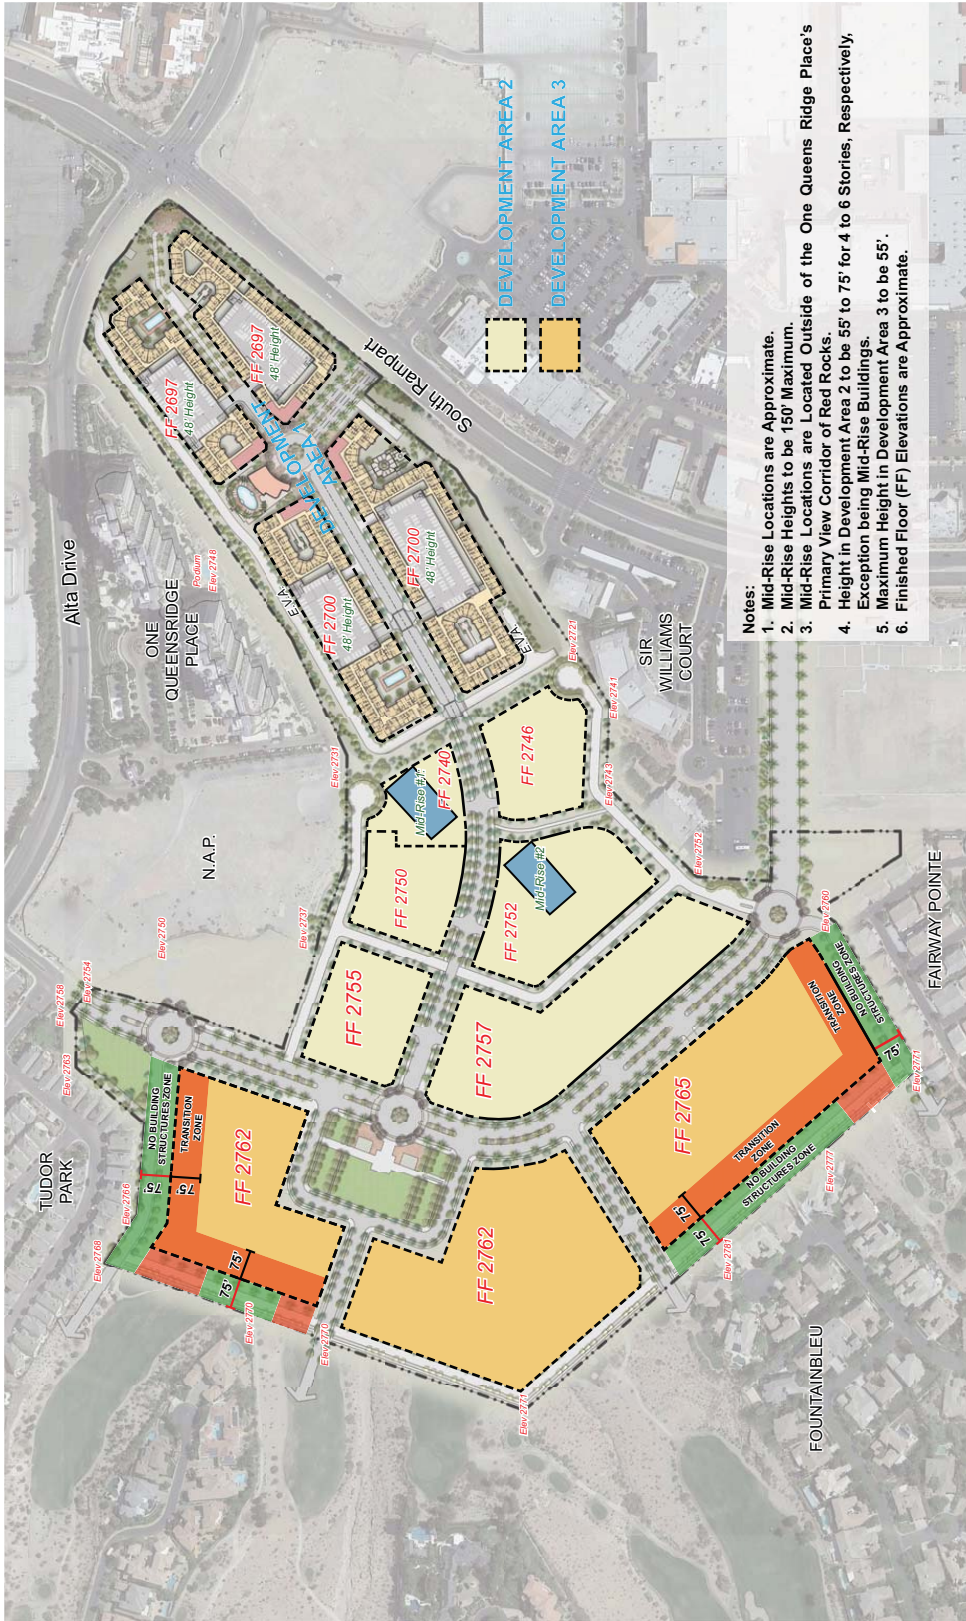 Alta Drive
ONE
QUEENSRIDGE
PLACE
Podium
Elev 2748
N.A.P.
TUDOR
PARK
FF 2697
48' Height
FF 2697
48' Height
DEVELOPMENT
AREA 1
FF 2700
48' Height
FF 2700
48' Height
E.V.A.
E.V.A.
South Rampart
DEVELOPMENT AREA 2
DEVELOPMENT AREA 3
SIR
WILLIAMS
COURT
FAIRWAY POINTE
FOUNTAINBLEU
Elev 2721
Elev 2741
Elev 2743
Elev 2752
Elev 2760
Elev 2771
Elev 2777
Elev 2781
Elev 2771
Elev 2770
Elev 2770
Elev 2768
Elev 2766
Elev 2763
Elev 2758
Elev 2754
Elev 2750
Elev 2737
Elev 2731
FF 2740
Mid-Rise #1
FF 2746
FF 2750
FF 2752
Mid-Rise #2
FF 2755
FF 2757
FF 2762
FF 2762
FF 2765
NO BUILDING
STRUCTURES ZONE
TRANSITION
ZONE
75'
75'
75'
75'
TRANSITION
ZONE
NO BUILDING
STRUCTURES ZONE
75'
75'
TRANSITION
ZONE
NO BUILDING
STRUCTURES ZONE
75'
Notes:
1. Mid-Rise Locations are Approximate.
2. Mid-Rise Heights to be 150' Maximum.
3. Mid-Rise Locations are Located Outside of the One Queens Ridge Place's
Primary View Corridor of Red Rocks.
4. Height in Development Area 2 to be 55' to 75' for 4 to 6 Stories, Respectively,
Exception being Mid-Rise Buildings.
5. Maximum Height in Development Area 3 to be 55'.
6. Finished Floor (FF) Elevations are Approximate.